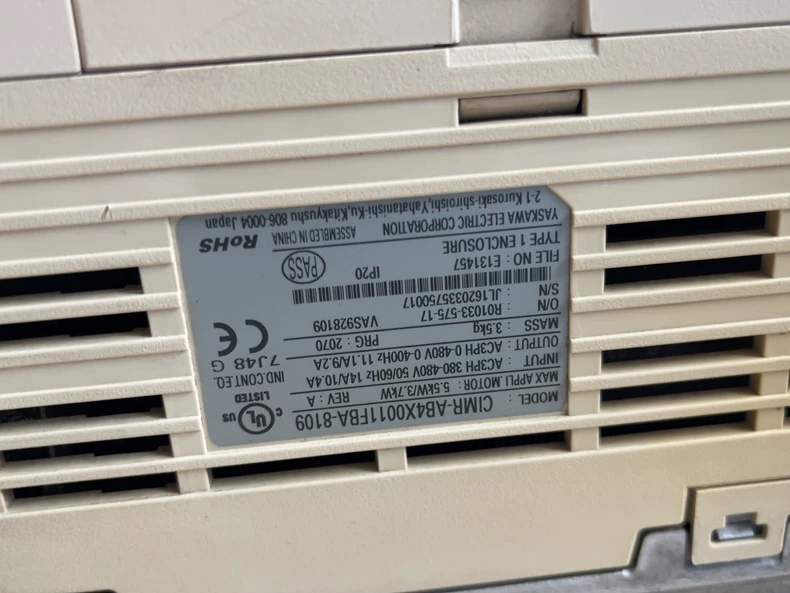 MODEL : CIMR-AB4X0011FBA-8109
MAX APPLI. MOTOR : 5.5kW/3.7kW REV : A
INPUT : AC3PH 380-480V 50/60Hz 14A/10.4A
OUTPUT : AC3PH 0-480V 0-400Hz 11.1A/9.2A
MASS : 3.5kg PRG : 2070
O/N : R01033-575-17 VAS928109
S/N : JL1620335750017
FILE NO : E131457 IP20
TYPE 1 ENCLOSURE
YASKAWA ELECTRIC CORPORATION ASSEMBLED IN CHINA
2-1 Kurosaki-shiroishi,Yahatanishi-Ku,Kitakyushu 806-0004 Japan
C UL US
LISTED
IND.CONT.EQ.
7J48 G
CE
PASS
RoHS